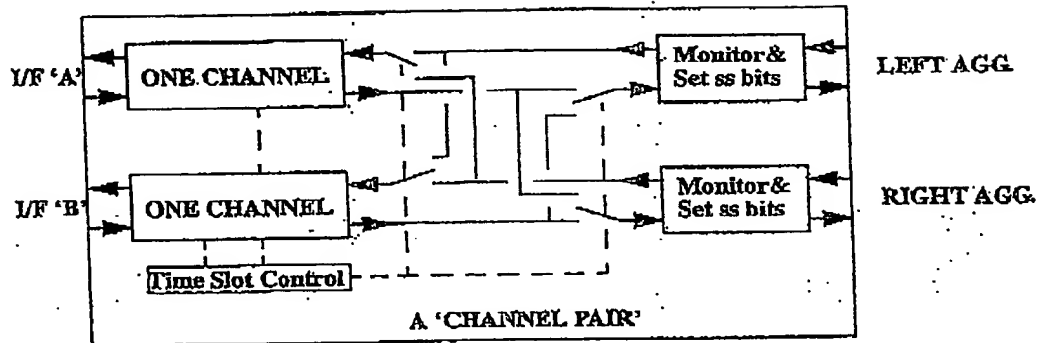 I/F 'A'
ONE CHANNEL
Monitor &
Set ss bits
LEFT AGG.
I/F 'B'
ONE CHANNEL
Monitor &
Set ss bits
RIGHT AGG.
Time Slot Control
A 'CHANNEL PAIR'